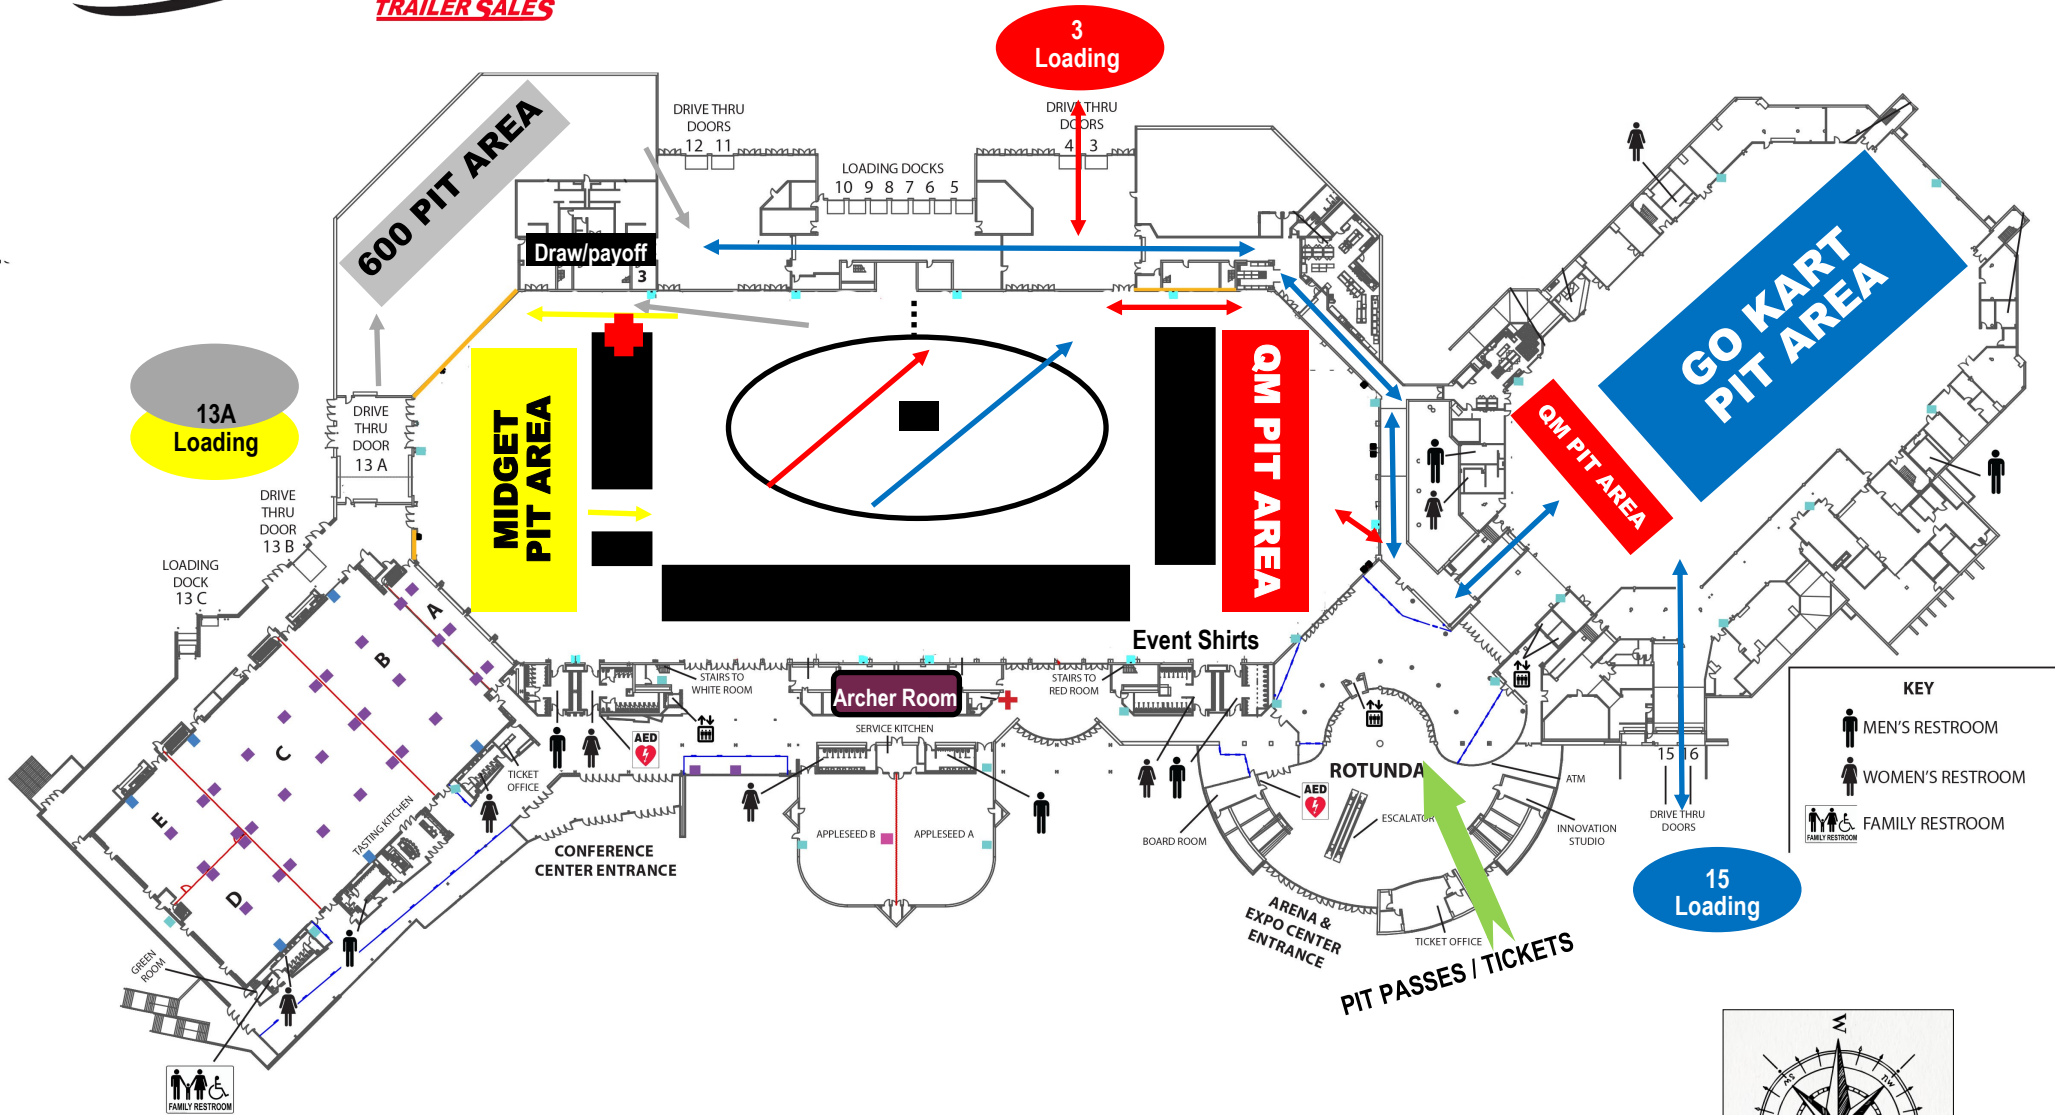 TRAILER SALES
3
Loading
600 PIT AREA
DRIVE THRU
DOORS
12 11
DRIVE THRU
DOORS
4 3
LOADING DOCKS
10 9 8 7 6 5
Draw/payoff
3
GO KART
PIT AREA
QM PIT AREA
QM PIT AREA
MIDGET
PIT AREA
13A
Loading
DRIVE
THRU
DOOR
13 A
DRIVE
THRU
DOOR
13 B
LOADING
DOCK
13 C
A
B
C
E
D
Event Shirts
STAIRS TO
WHITE ROOM
Archer Room
STAIRS TO
RED ROOM
SERVICE KITCHEN
AED
TICKET
OFFICE
TASTING KITCHEN
CONFERENCE
CENTER ENTRANCE
APPLESEED B
APPLESEED A
GREEN
ROOM
FAMILY RESTROOM
ROTUNDA
AED
ESCALATOR
ATM
BOARD ROOM
INNOVATION
STUDIO
ARENA &
EXPO CENTER
ENTRANCE
TICKET OFFICE
PIT PASSES / TICKETS
15 16
DRIVE THRU
DOORS
15
Loading
KEY
MEN'S RESTROOM
WOMEN'S RESTROOM
FAMILY RESTROOM
FAMILY RESTROOM
W
SW
NW